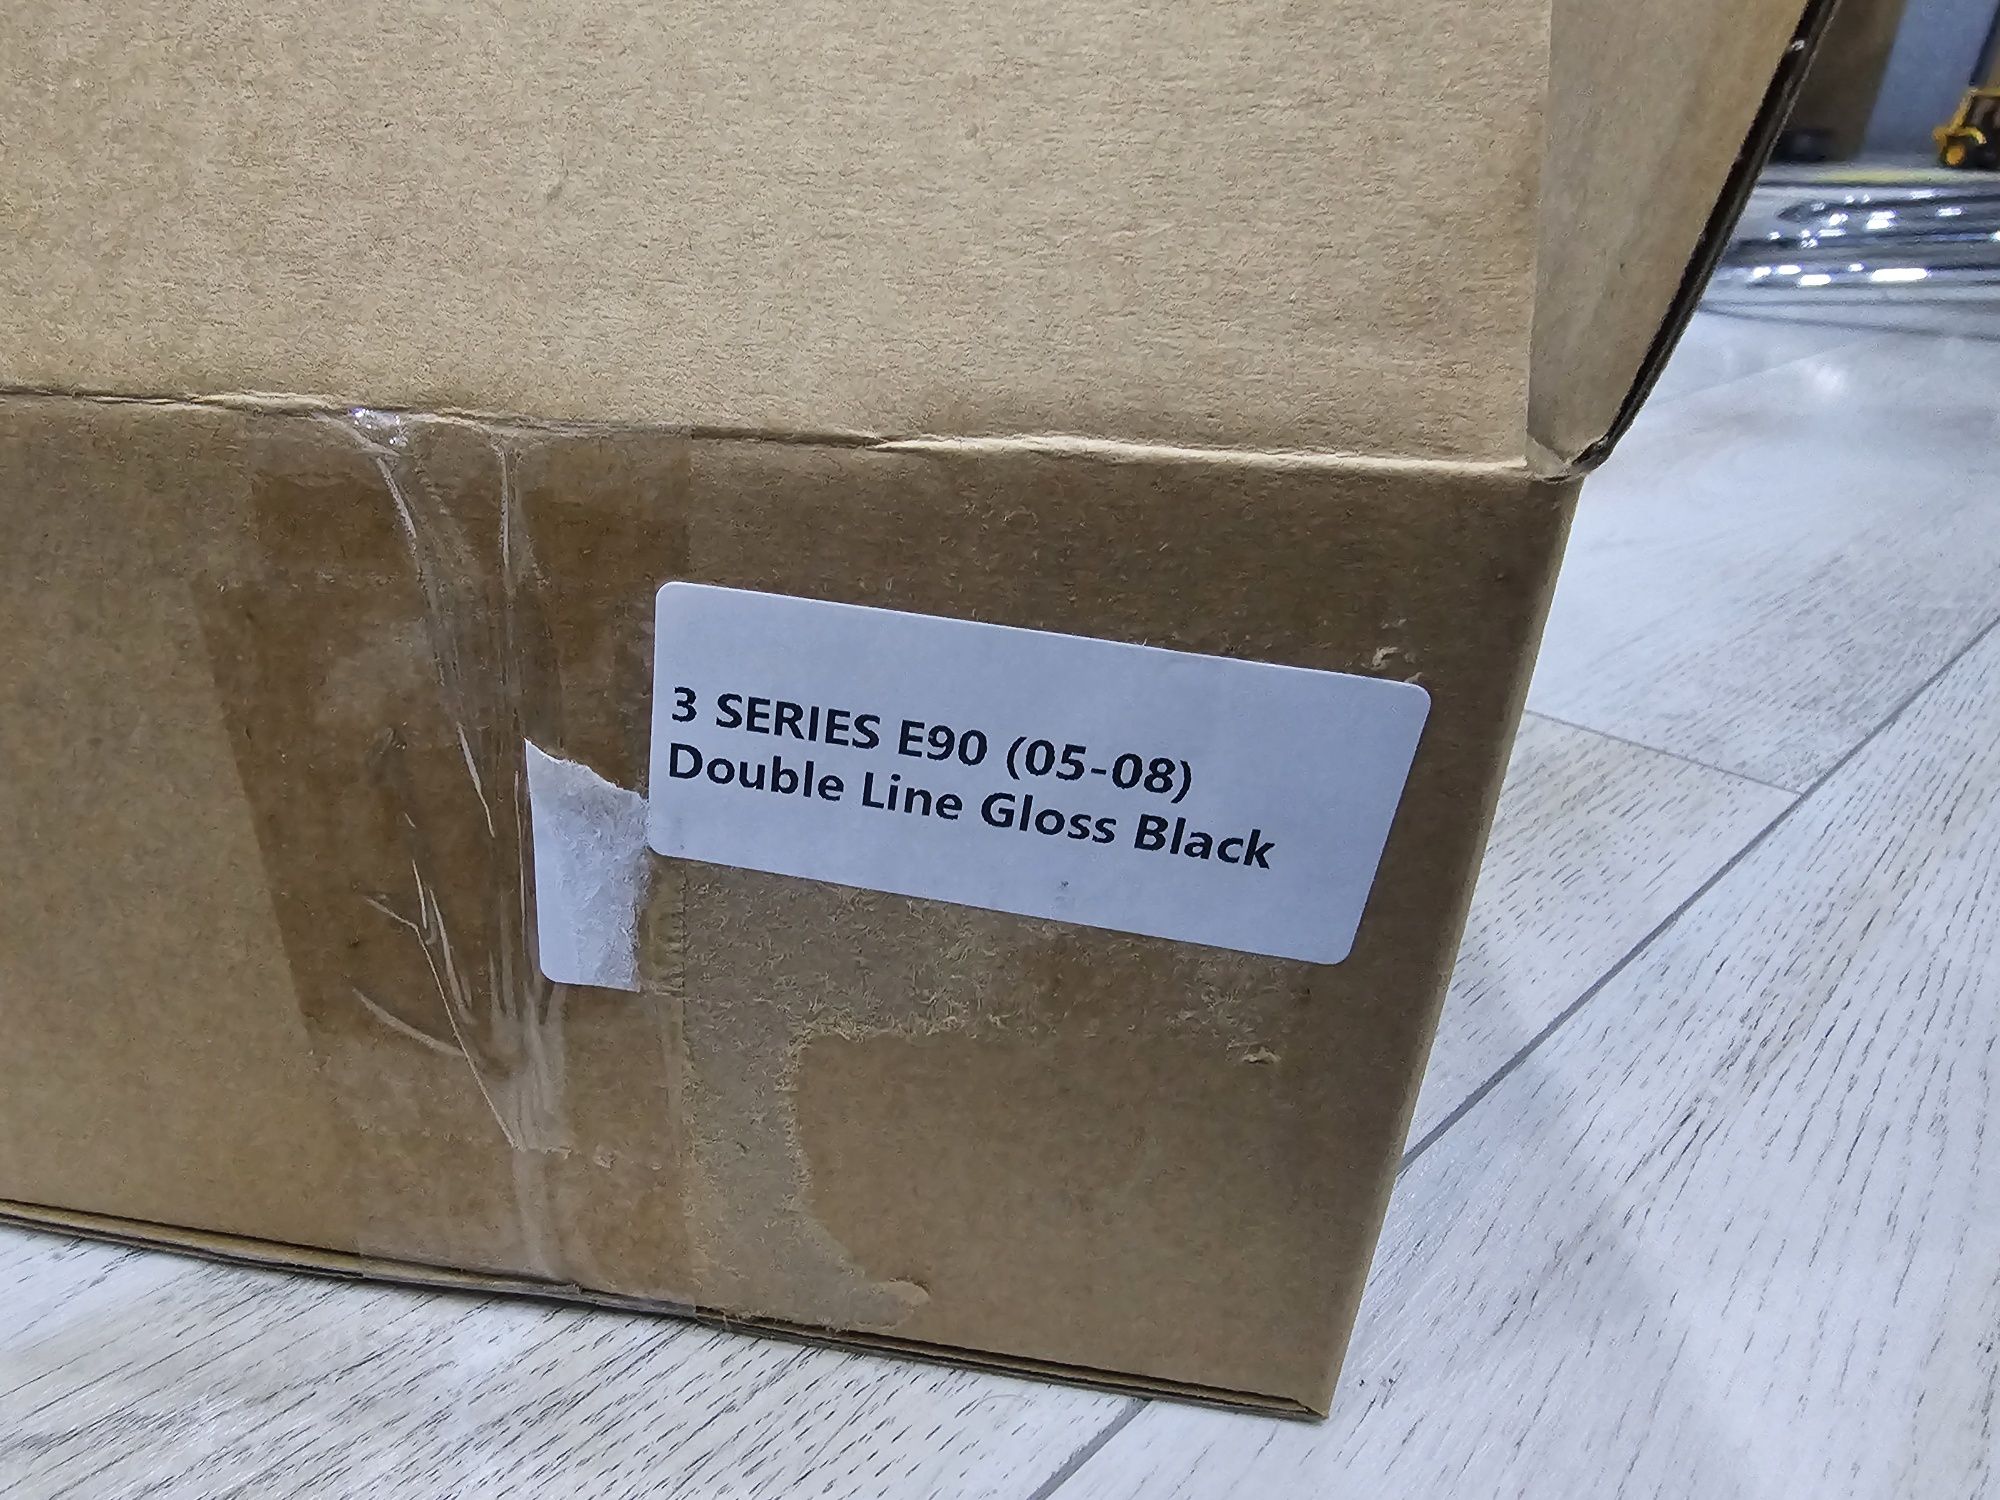 3 SERIES E90 (05-08)
Double Line Gloss Black